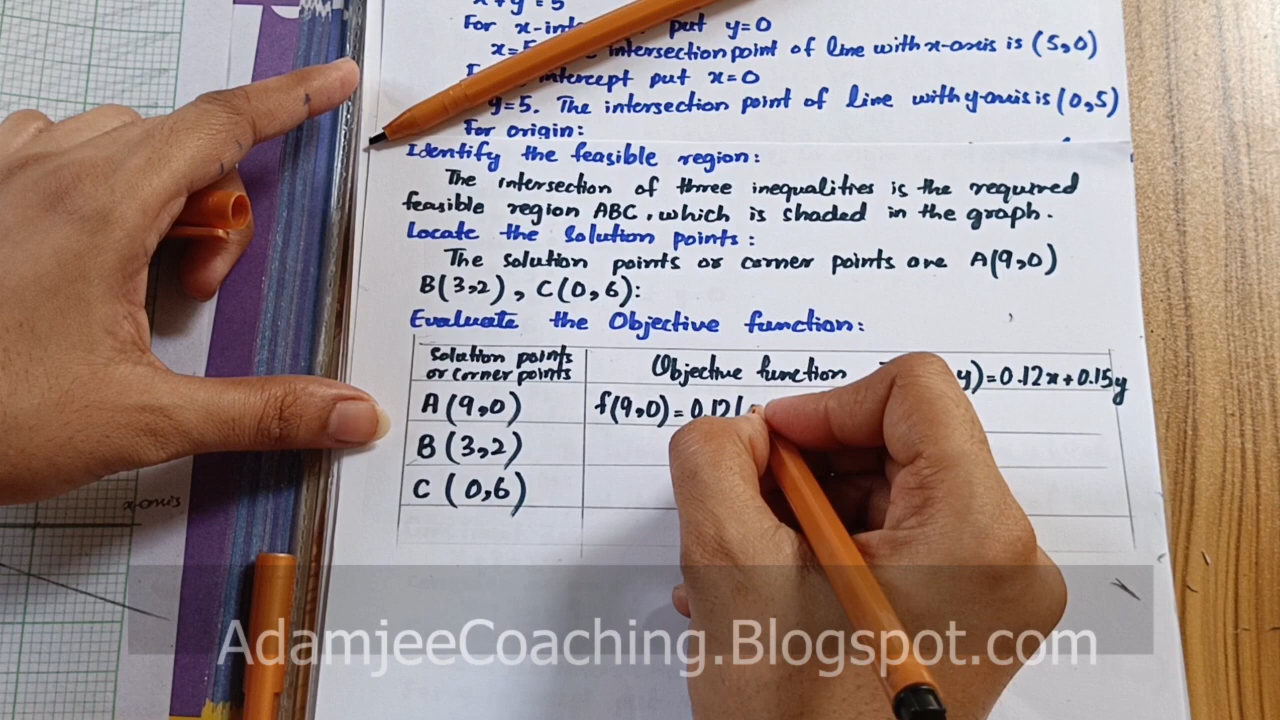 x+y=5
For put y=0
intersection point of line with x-axis is (5,0)
intercept put x=0
y=5. The intersection point of line with y-axis is (0,5)
For origin:
Identify the feasible region:
The intersection of three inequalities is the required
feasible region ABC, which is shaded in the graph.
Locate the Solution points:
The solution points or corner points are A(9,0)
B(3,2), C(0,6):
Evaluate the Objective function:
Solution points
or corner points
Objective function y)=0.12x+0.15y
A(9,0)
f(9,0)=0.12(
B(3,2)
C(0,6)
x-axis
AdamjeeCoaching.Blogspot.com